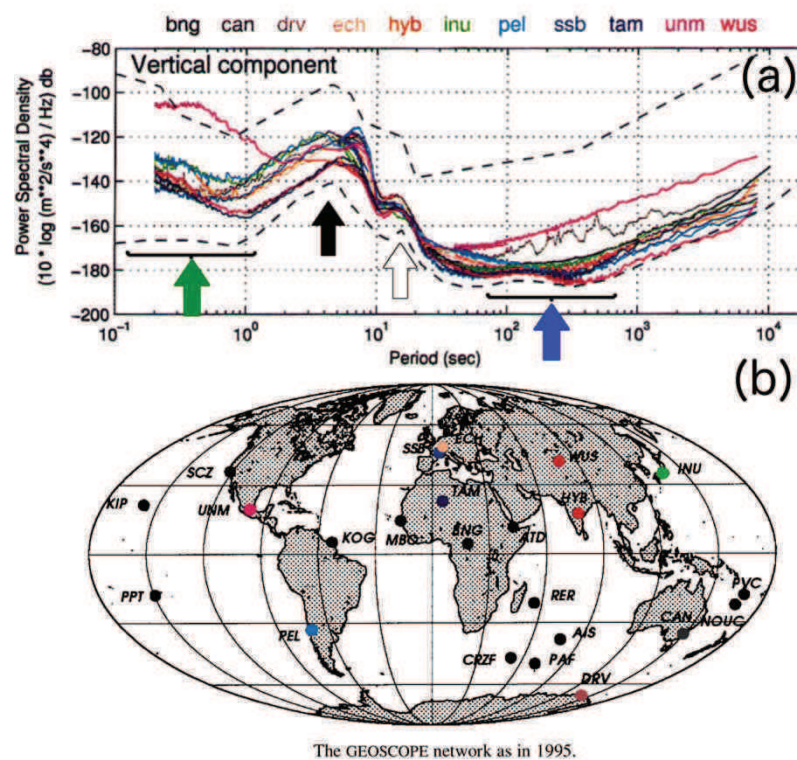 bng can drv ech hyb inu pel ssb tam unm wus
-80
Vertical component
(a)
-100
-120
-140
-160
-180
-200
Power Spectral Density
(10 * log (m**2/s**4) / Hz) db
10^-1 10^0 10^1 10^2 10^3 10^4
Period (sec)
(b)
SSB
ECH
SCZ
WUS
INU
KIP
UNM
TAM
HYB
KOG
MBO
BNG
ATD
PPT
RER
PVC
NOUC
CAN
PEL
AIS
CRZF
PAF
DRV
The GEOSCOPE network as in 1995.